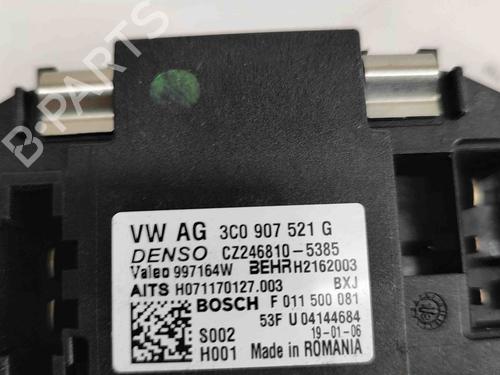 VW AG 3C0 907 521 G
DENSO CZ246810-5385
Valeo 997164W BEHR H2162003
AITS H071170127.003 BXJ
BOSCH F 011 500 081
53F U 04144684
S002 19-01-06
H001 Made in ROMANIA